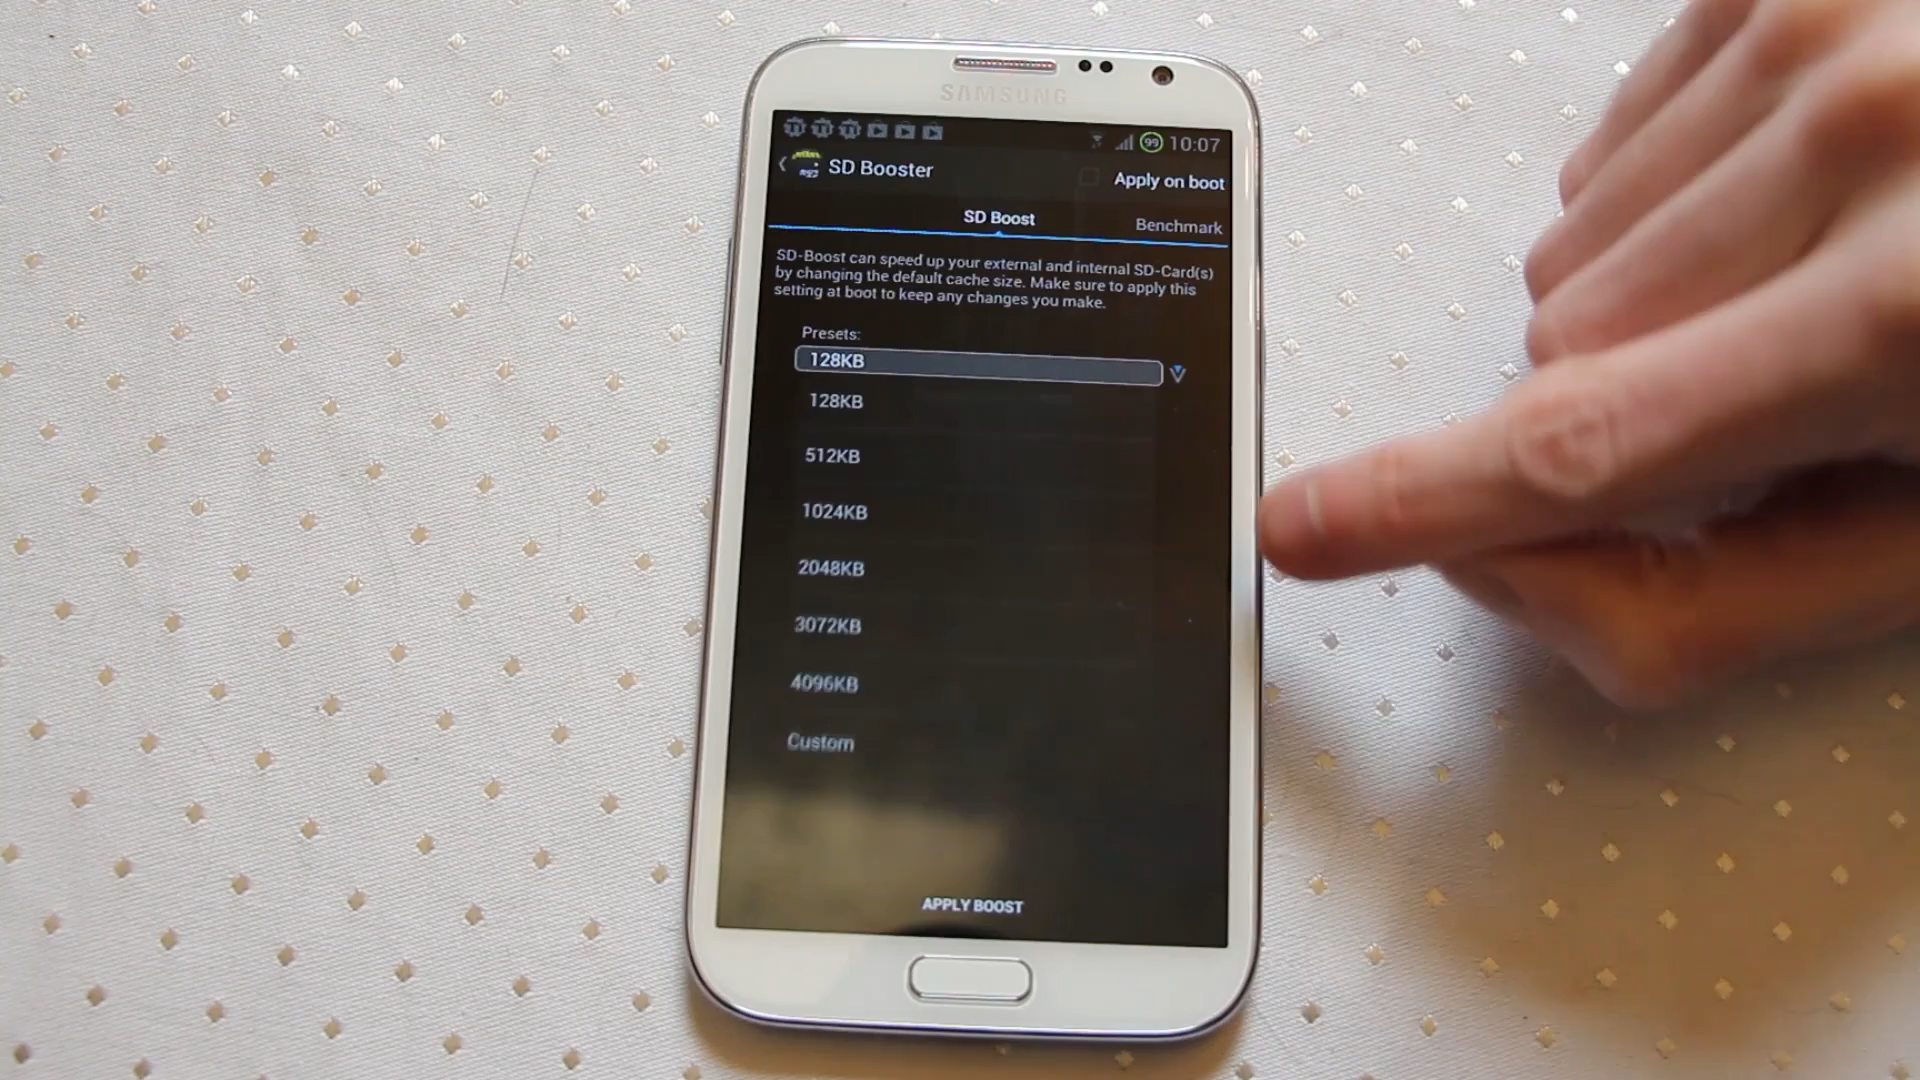 SAMSUNG
99 10:07
SD Booster
Apply on boot
SD Boost
Benchmark
SD-Boost can speed up your external and internal SD-Card(s)
by changing the default cache size. Make sure to apply this
setting at boot to keep any changes you make.
Presets:
128KB
128KB
512KB
1024KB
2048KB
3072KB
4096KB
Custom
APPLY BOOST